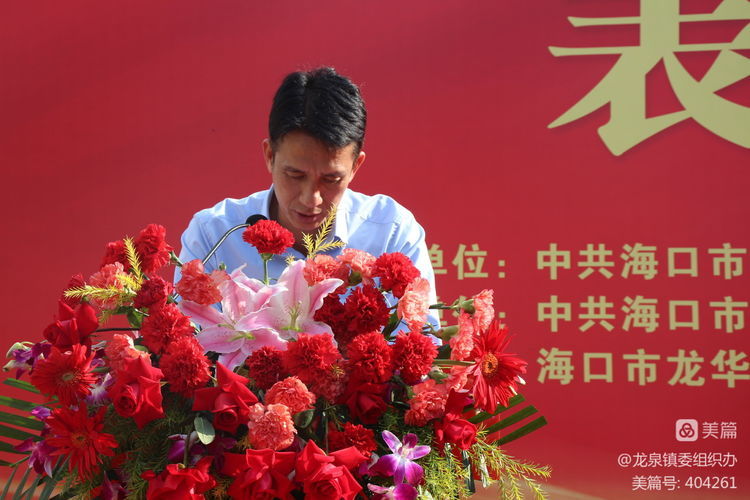 表
单位：中共海口市
：中共海口市
海口市龙华
美篇
@龙泉镇委组织办
美篇号: 404261